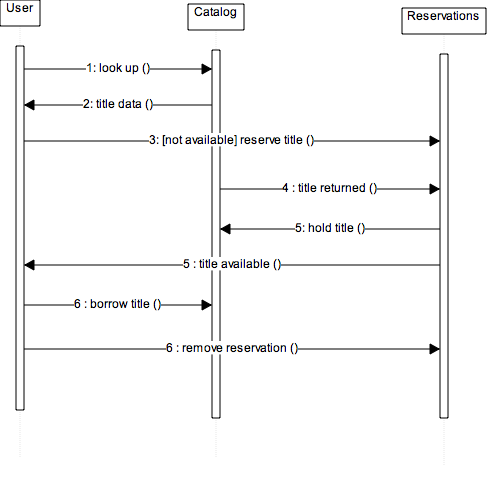 User
Catalog
Reservations
1: look up ()
2: title data ()
3: [not available] reserve title ()
4 : title returned ()
5: hold title ()
5 : title available ()
6 : borrow title ()
6 : remove reservation ()